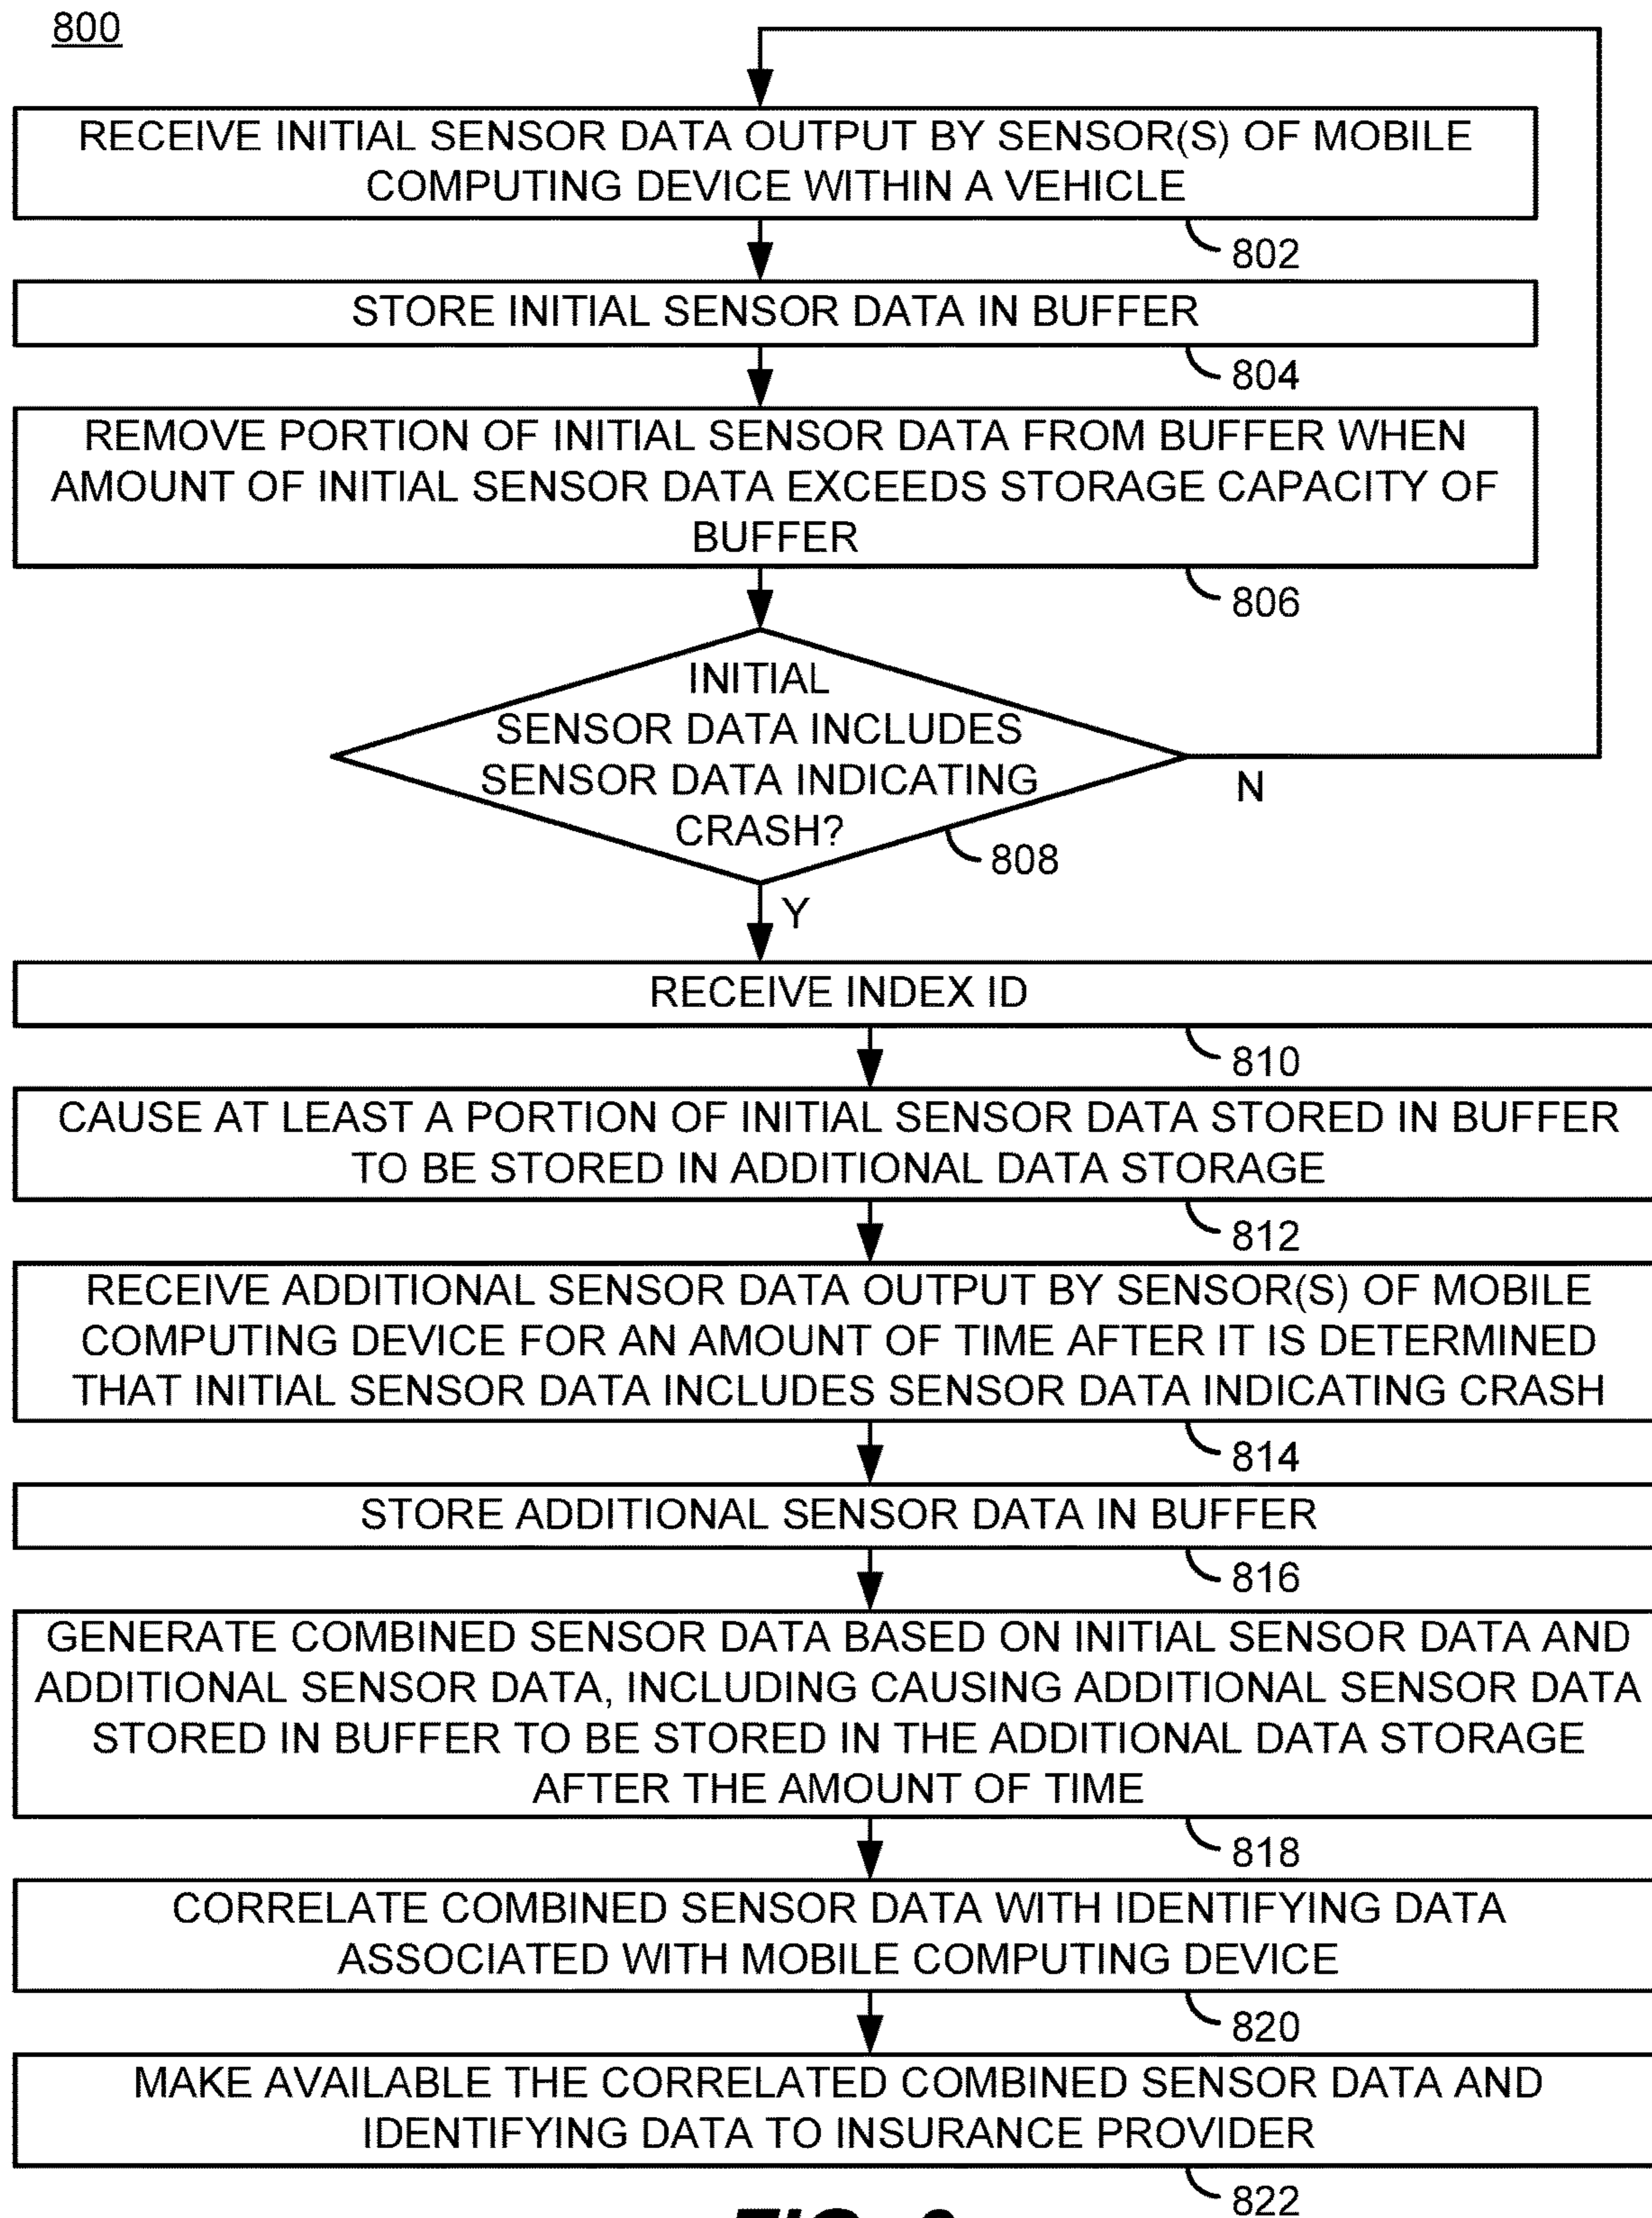 800
RECEIVE INITIAL SENSOR DATA OUTPUT BY SENSOR(S) OF MOBILE
COMPUTING DEVICE WITHIN A VEHICLE
802
STORE INITIAL SENSOR DATA IN BUFFER
804
REMOVE PORTION OF INITIAL SENSOR DATA FROM BUFFER WHEN
AMOUNT OF INITIAL SENSOR DATA EXCEEDS STORAGE CAPACITY OF
BUFFER
806
INITIAL
SENSOR DATA INCLUDES
SENSOR DATA INDICATING
CRASH?
N
808
Y
RECEIVE INDEX ID
810
CAUSE AT LEAST A PORTION OF INITIAL SENSOR DATA STORED IN BUFFER
TO BE STORED IN ADDITIONAL DATA STORAGE
812
RECEIVE ADDITIONAL SENSOR DATA OUTPUT BY SENSOR(S) OF MOBILE
COMPUTING DEVICE FOR AN AMOUNT OF TIME AFTER IT IS DETERMINED
THAT INITIAL SENSOR DATA INCLUDES SENSOR DATA INDICATING CRASH
814
STORE ADDITIONAL SENSOR DATA IN BUFFER
816
GENERATE COMBINED SENSOR DATA BASED ON INITIAL SENSOR DATA AND
ADDITIONAL SENSOR DATA, INCLUDING CAUSING ADDITIONAL SENSOR DATA
STORED IN BUFFER TO BE STORED IN THE ADDITIONAL DATA STORAGE
AFTER THE AMOUNT OF TIME
818
CORRELATE COMBINED SENSOR DATA WITH IDENTIFYING DATA
ASSOCIATED WITH MOBILE COMPUTING DEVICE
820
MAKE AVAILABLE THE CORRELATED COMBINED SENSOR DATA AND
IDENTIFYING DATA TO INSURANCE PROVIDER
822